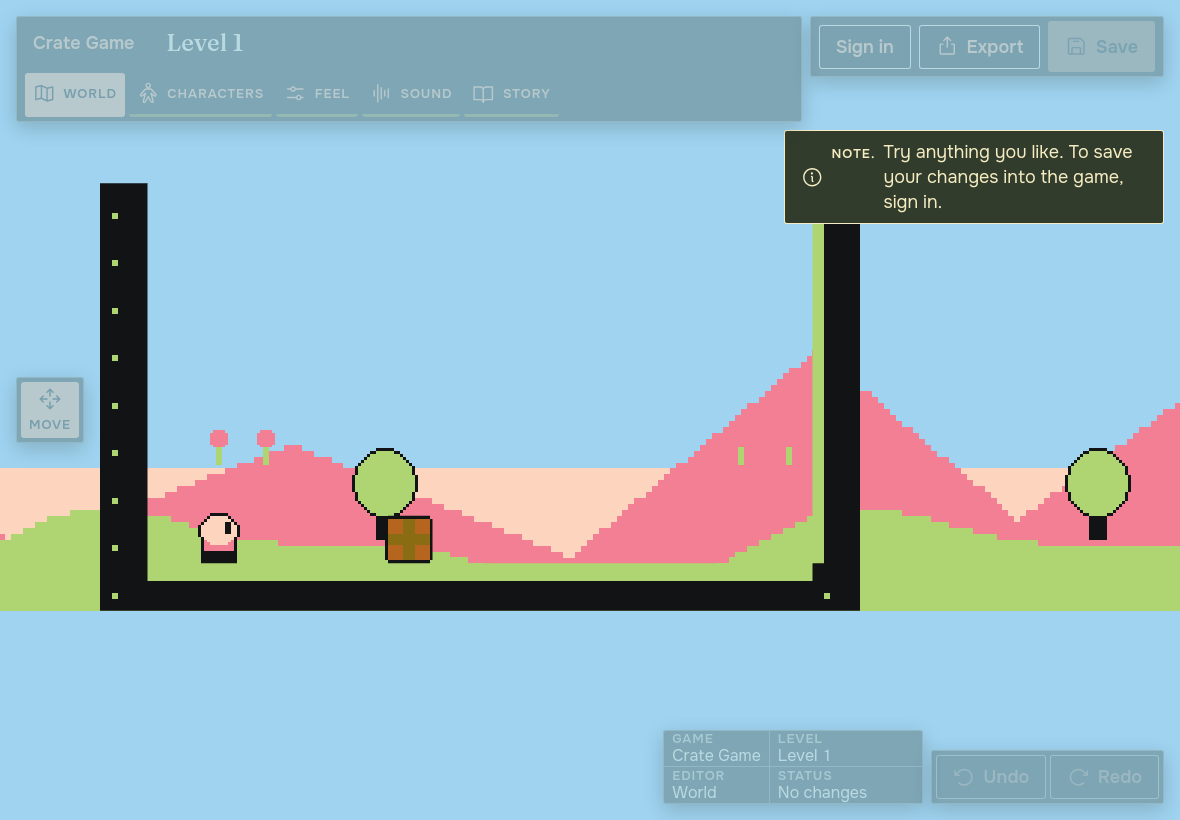 Crate Game Level 1
Sign in Export Save
WORLD CHARACTERS FEEL SOUND STORY
NOTE. Try anything you like. To save
your changes into the game,
sign in.
MOVE
GAME LEVEL
Crate Game Level 1
EDITOR STATUS
World No changes
Undo Redo